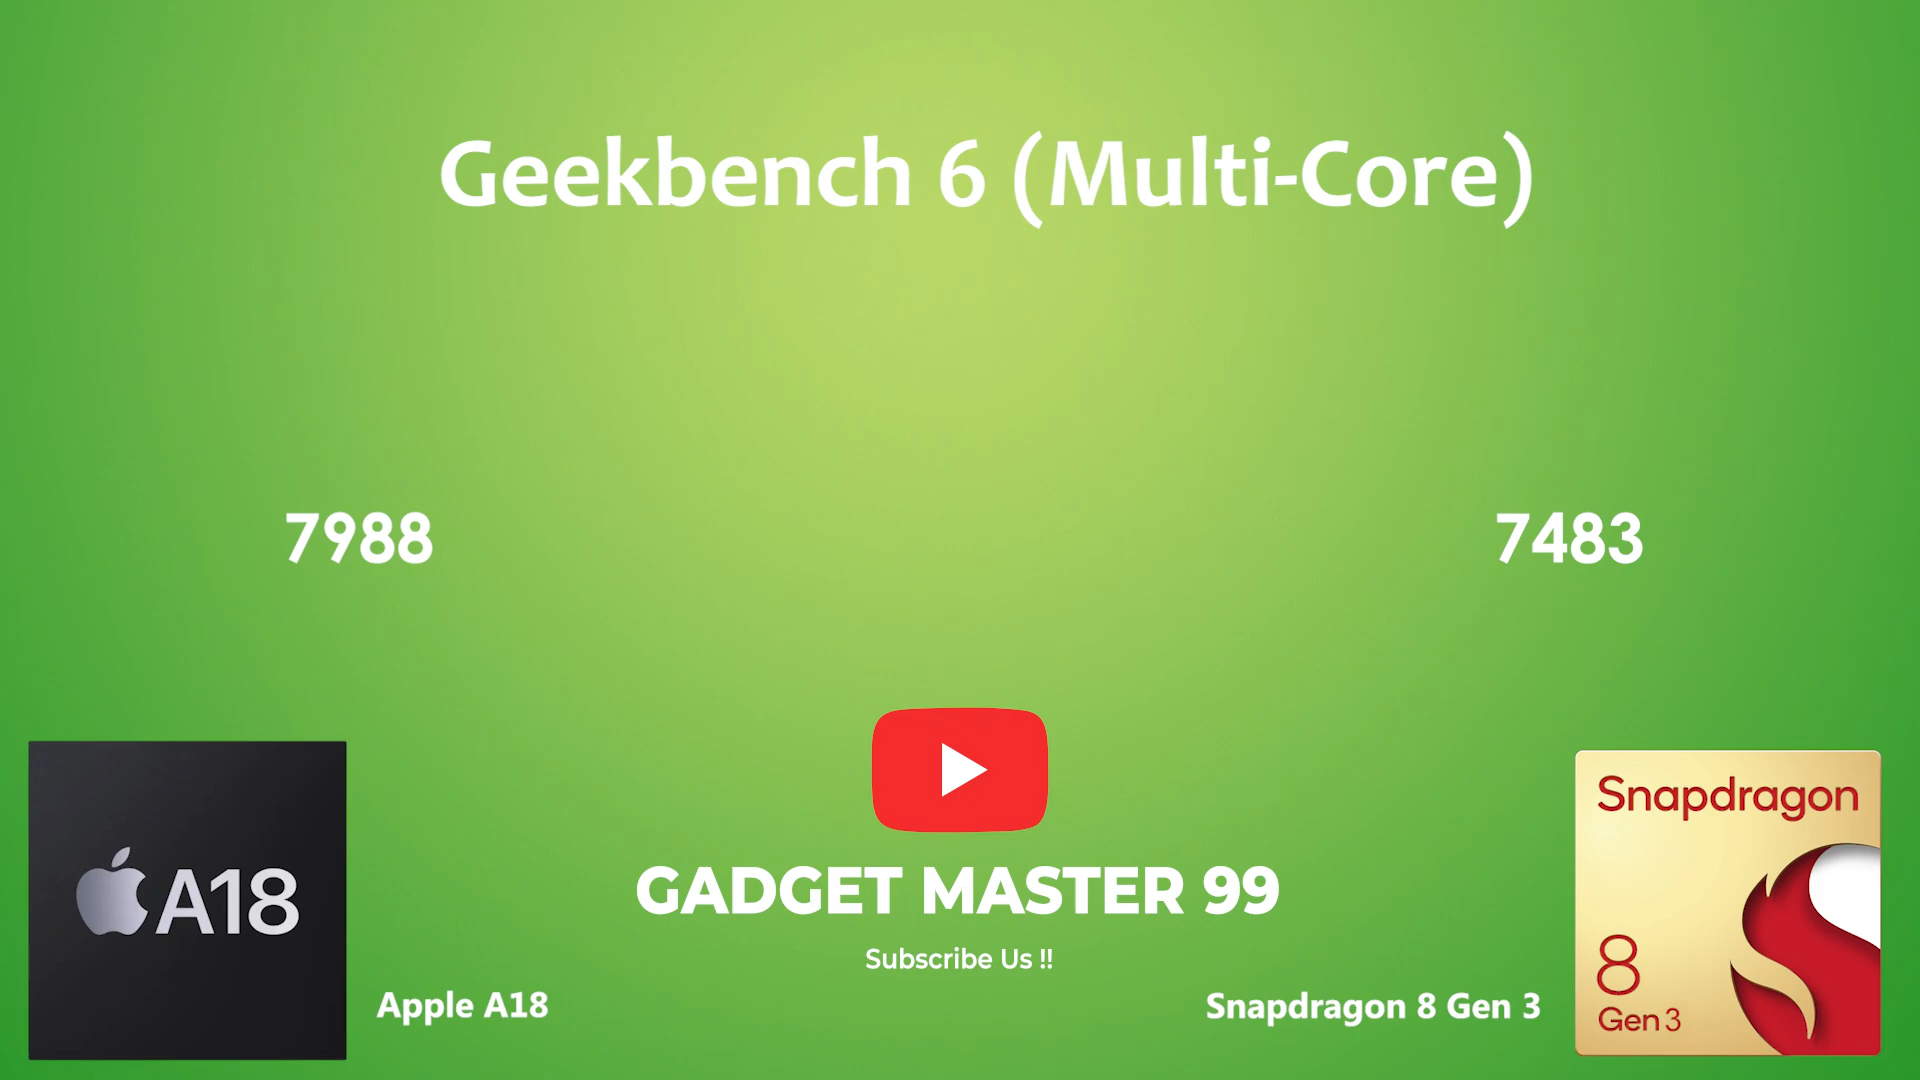 Geekbench 6 (Multi-Core)
7988
7483
GADGET MASTER 99
Subscribe Us !!
A18
Apple A18
Snapdragon 8 Gen 3
Snapdragon
8
Gen 3